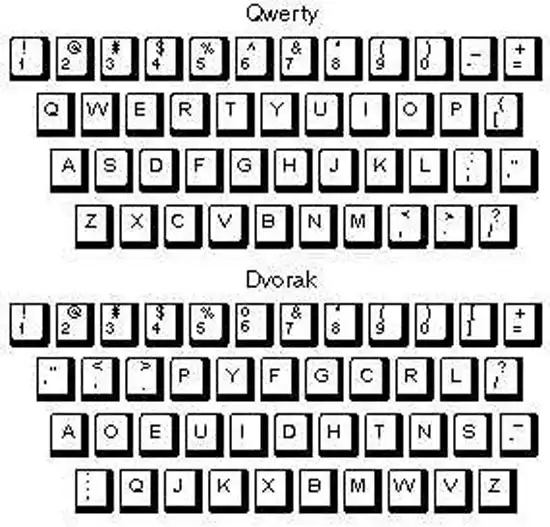 Qwerty
! 1 @ 2 # 3 $ 4 % 5 ^ 6 & 7 * 8 ( 9 ) 0 _ - + =
Q W E R T Y U I O P { [
A S D F G H J K L : ; " '
Z X C V B N M < , > . ? /
Dvorak
! 1 @ 2 # 3 $ 4 % 5 0 6 & 7 * 8 ( 9 ) 0 { [ + =
" ' < , > . P Y F G C R L ? /
A O E U I D H T N S _ -
: ; Q J K X B M W V Z